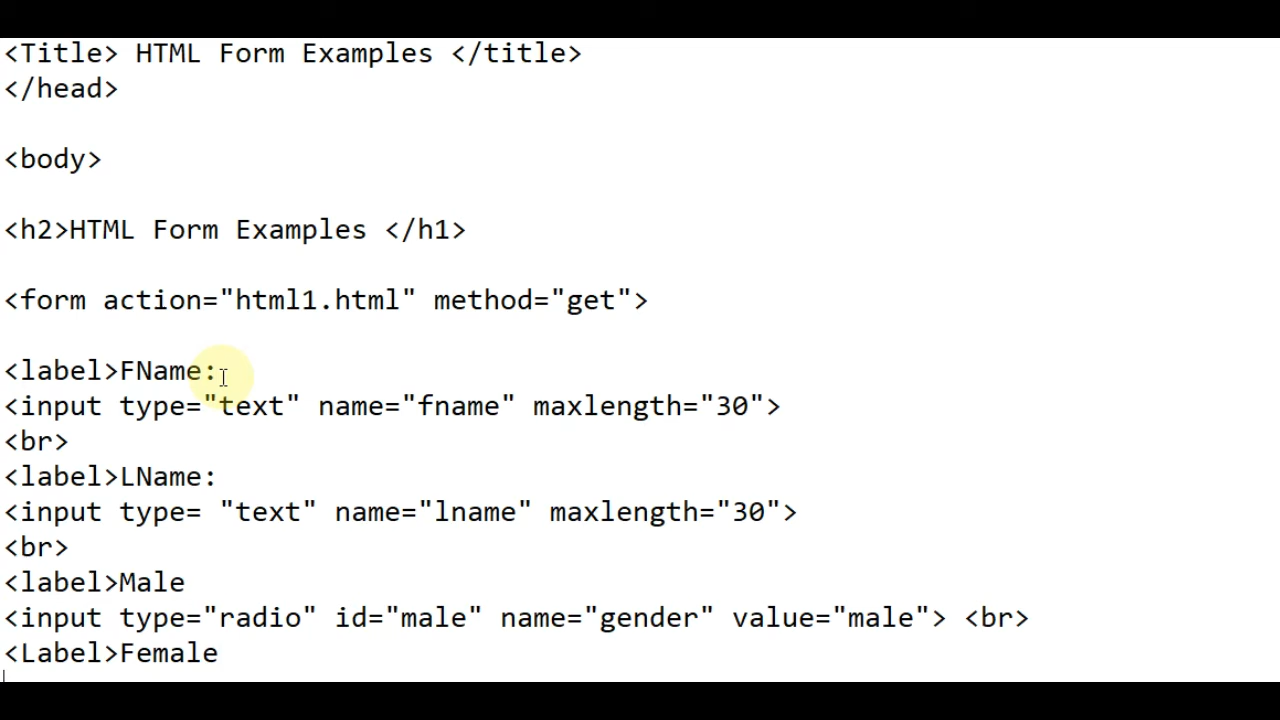 <Title> HTML Form Examples </title>
</head>
<body>
<h2>HTML Form Examples </h1>
<form action="html1.html" method="get">
<label>FName:
<input type="text" name="fname" maxlength="30">
<br>
<label>LName:
<input type= "text" name="lname" maxlength="30">
<br>
<label>Male
<input type="radio" id="male" name="gender" value="male"> <br>
<Label>Female